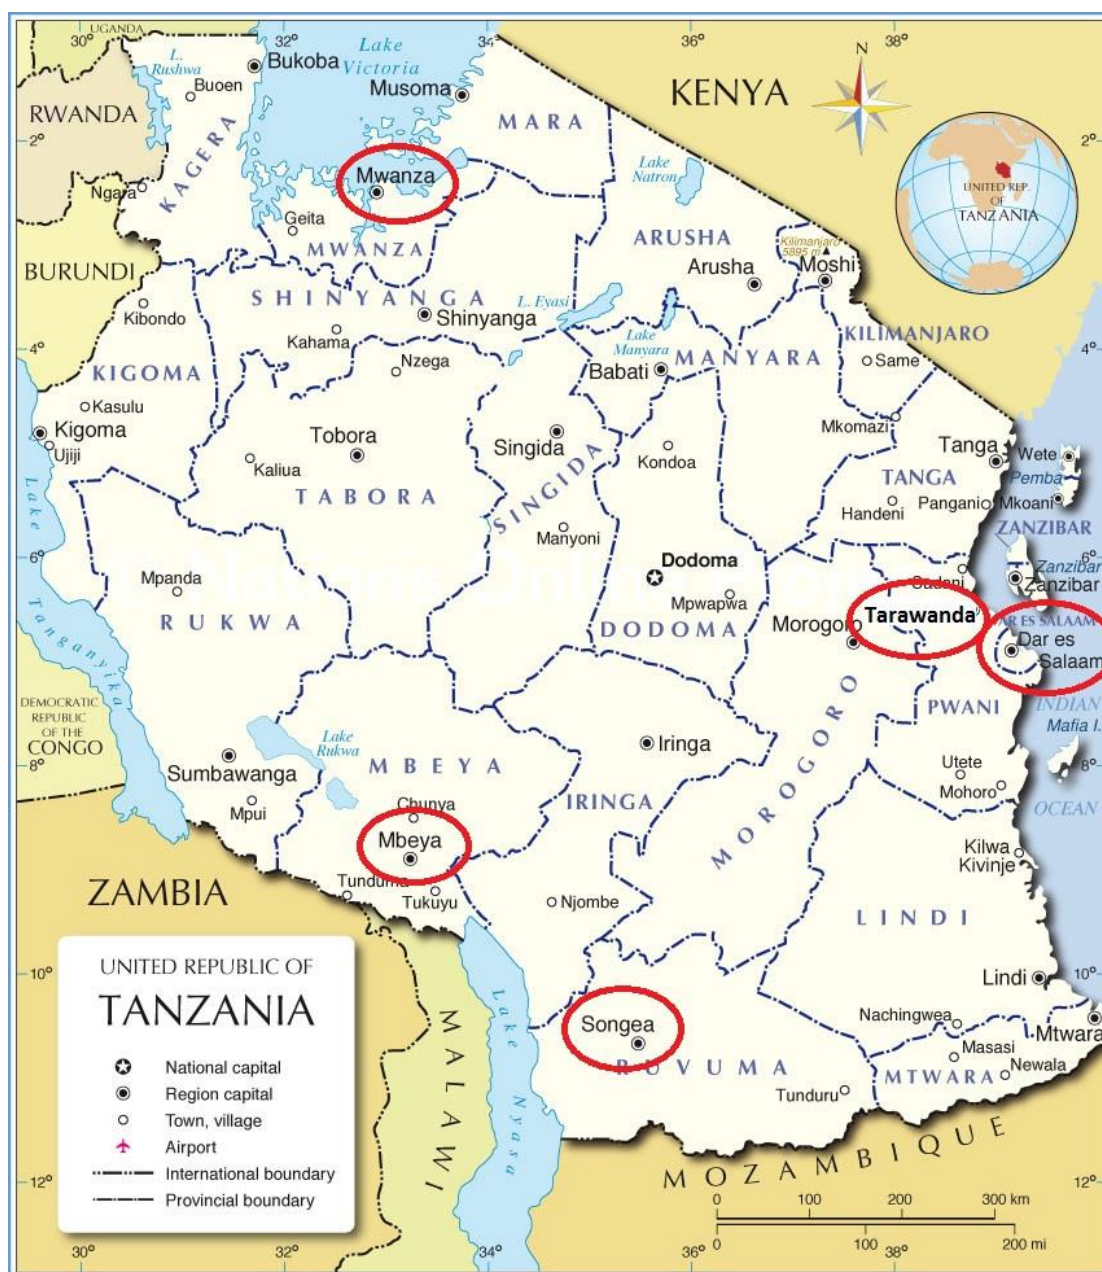 UGANDA
30°
32°
34°
36°
38°
Lake
Victoria
L.
Rushwa
Bukoba
Buoen
Musoma
KENYA
N
RWANDA
MARA
2°
2°
KAGERA
Mwanza
Lake
Natron
UNITED REP.
OF
TANZANIA
Ngara
Geita
MWANZA
ARUSHA
Kilimanjaro
5895 m
BURUNDI
Arusha
Moshi
SHINYANGA
L. Eyasi
Kibondo
Shinyanga
Kahama
Lake
Manyara
KILIMANJARO
4°
4°
Nzega
MANYARA
Same
KIGOMA
Babati
Kasulu
Mkomazi
Kigoma
Tobora
Singida
Tanga
Ujiji
Kaliua
Kondoa
Wete
TANGA
Pemba
TABORA
SINGIDA
Handeni
Pangani
Mkoani
Manyoni
ZANZIBAR
6°
6°
Dodoma
Zanzibar
Mpanda
Sadani
Zanzibar
Mpwapwa
Tarawanda
RUKWA
DODOMA
Morogoro
AR ES SALAAM
Dar es
Salaam
Lake
Tanganyika
DEMOCRATIC
REPUBLIC
OF THE
CONGO
PWANI
INDIAN
Mafia I.
Lake
Rukwa
Iringa
MOROGORO
8°
8°
Sumbawanga
MBEYA
Utete
Mohoro
Mpui
IRINGA
OCEAN
Chunya
Mbeya
Kilwa
Kivinje
ZAMBIA
Tunduma
Tukuyu
Njombe
LINDI
UNITED REPUBLIC OF
TANZANIA
10°
10°
Lindi
MALAWI
Lake
Nyasa
Songea
Nachingwea
Mtwara
RUVUMA
Masasi
Newala
MTWARA
Tunduru
National capital
Region capital
Town, village
Airport
International boundary
Provincial boundary
MOZAMBIQUE
12°
12°
0 100 200 300 km
0 100 200 mi
30°
32°
34°
36°
38°